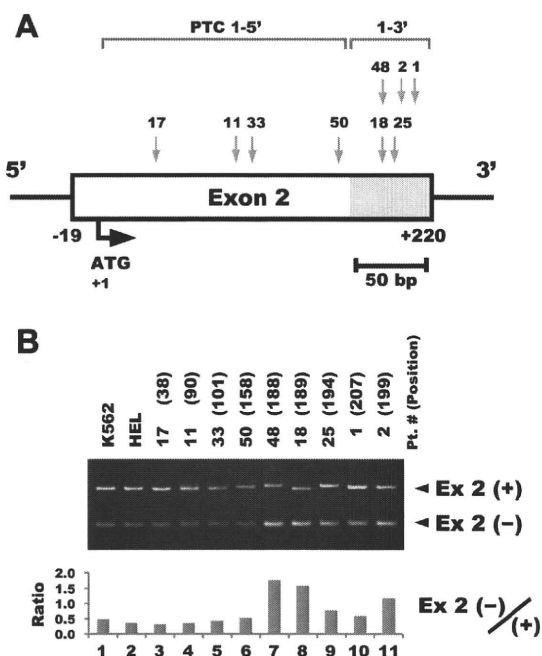 A
PTC 1-5' 1-3'
48 2 1
17 11 33 50 18 25
5' 3'
Exon 2
-19 +220
ATG
+1
50 bp
B
K562
HEL
17 (38)
11 (90)
33 (101)
50 (158)
48 (188)
18 (189)
25 (194)
1 (207)
2 (199)
Pt. # (Position)
Ex 2 (+)
Ex 2 (−)
2.0
1.5
1.0
0.5
0.0
Ratio
Ex 2 (−)/(+)
1 2 3 4 5 6 7 8 9 10 11